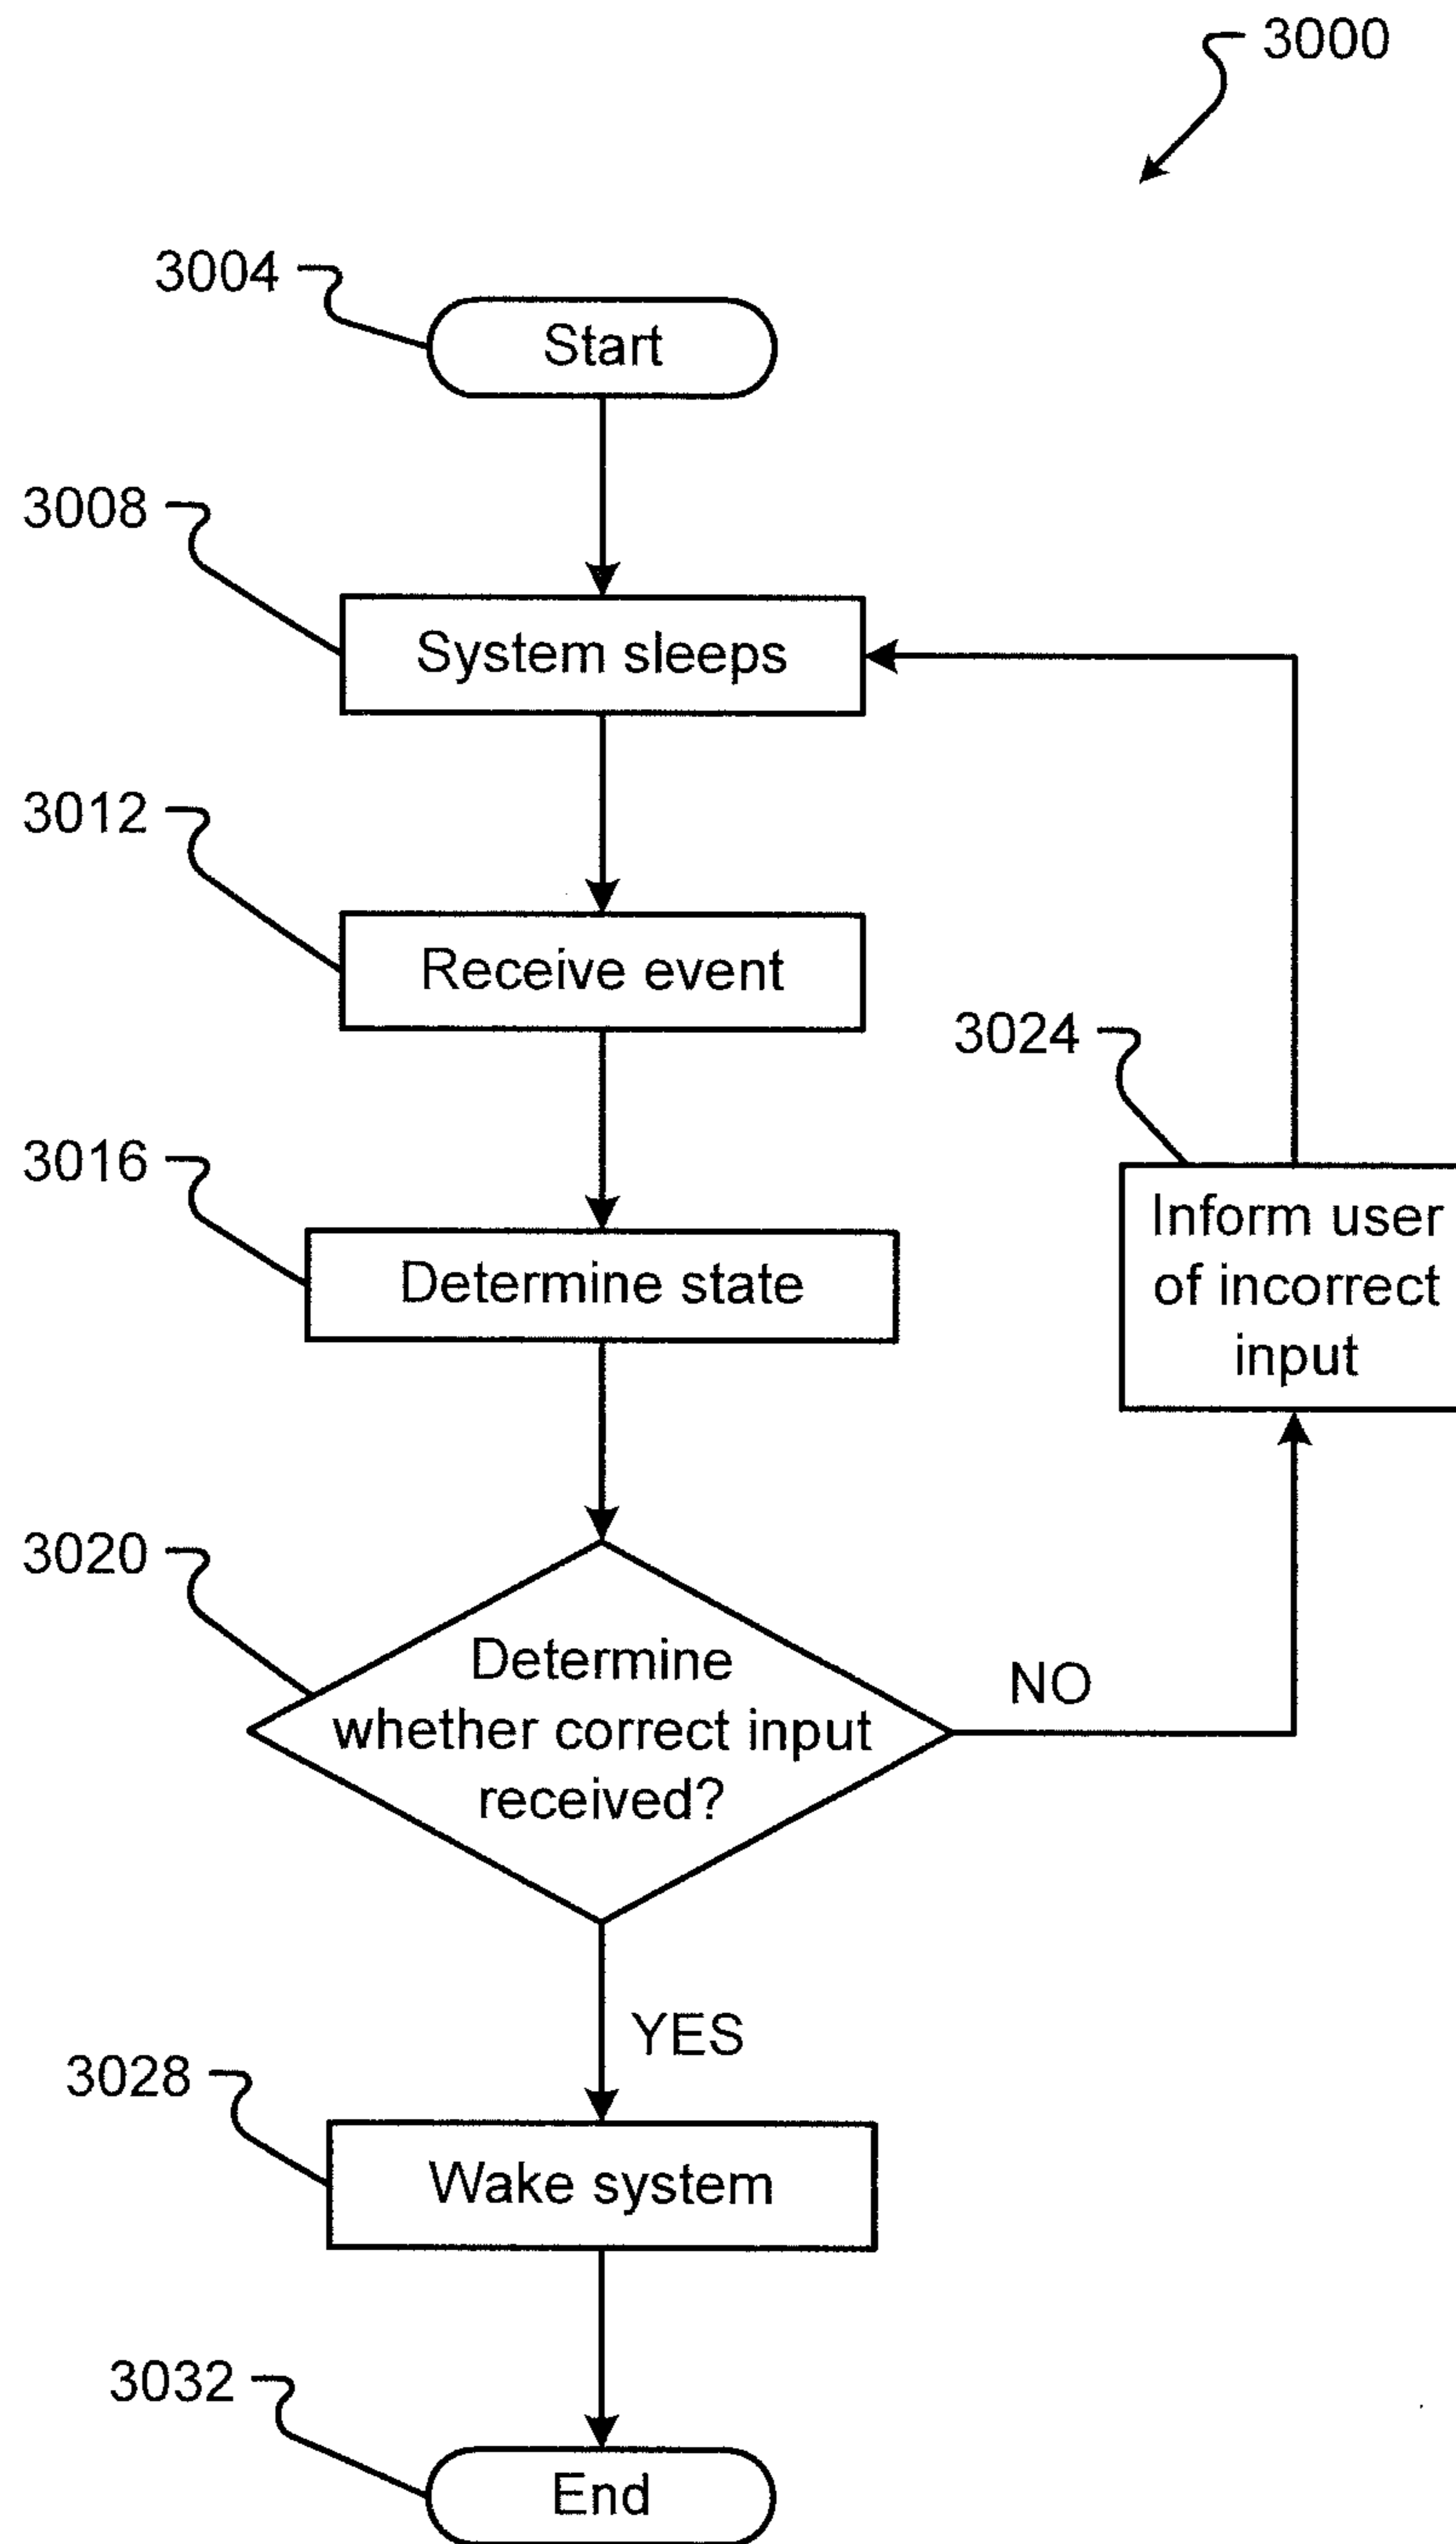 3000
3004
Start
3008
System sleeps
3012
Receive event
3024
3016
Inform user
of incorrect
input
Determine state
3020
Determine
whether correct input
received?
NO
YES
3028
Wake system
3032
End